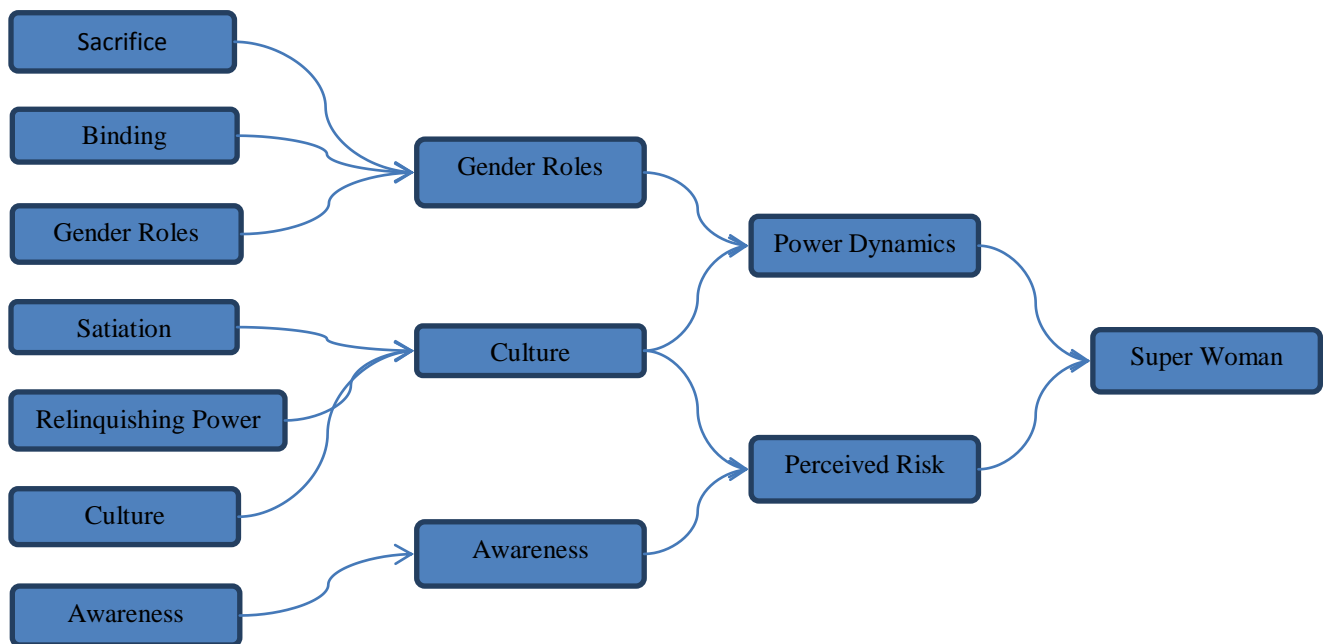 Sacrifice
Binding
Gender Roles
Satiation
Relinquishing Power
Culture
Awareness
Gender Roles
Culture
Awareness
Power Dynamics
Perceived Risk
Super Woman